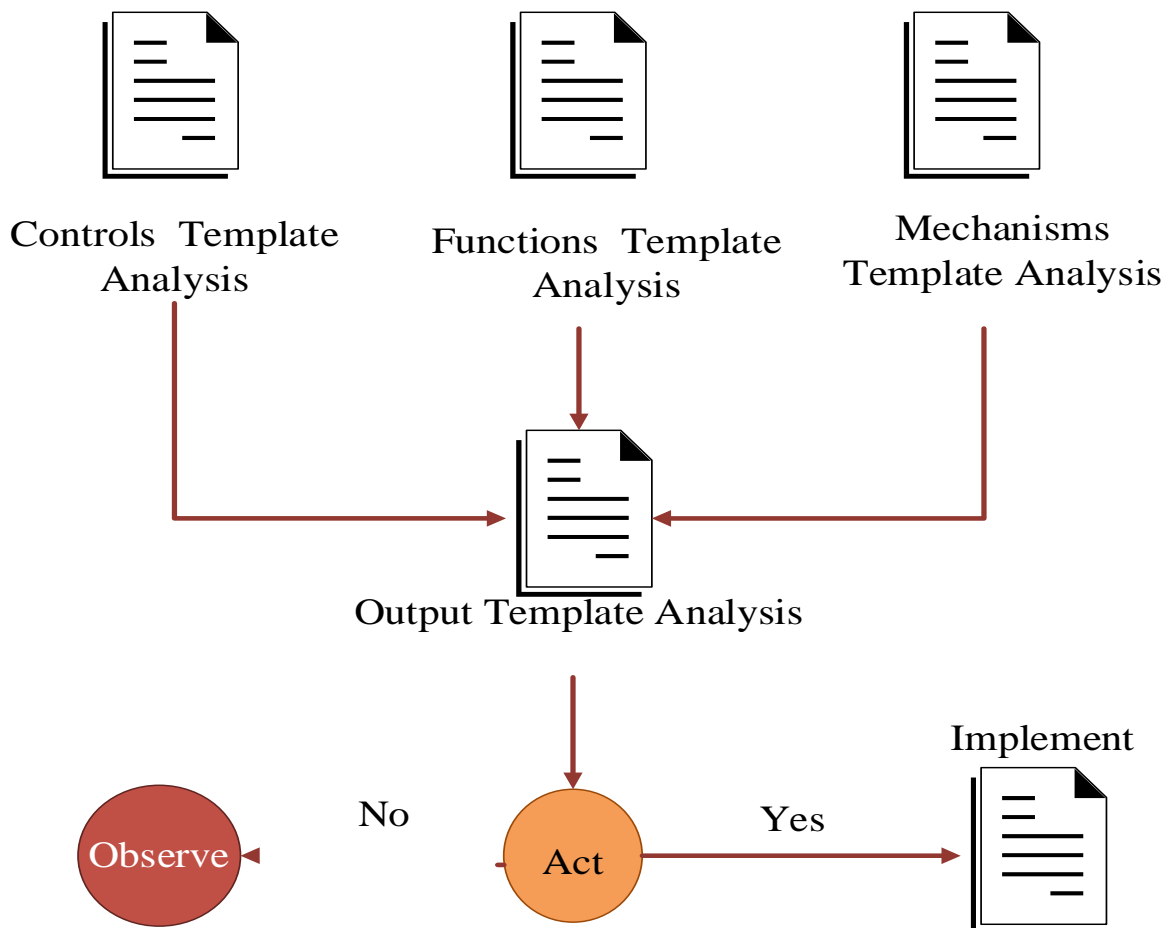 Controls Template
Analysis
Functions Template
Analysis
Mechanisms
Template Analysis
Output Template Analysis
Implement
No
Yes
Observe
Act